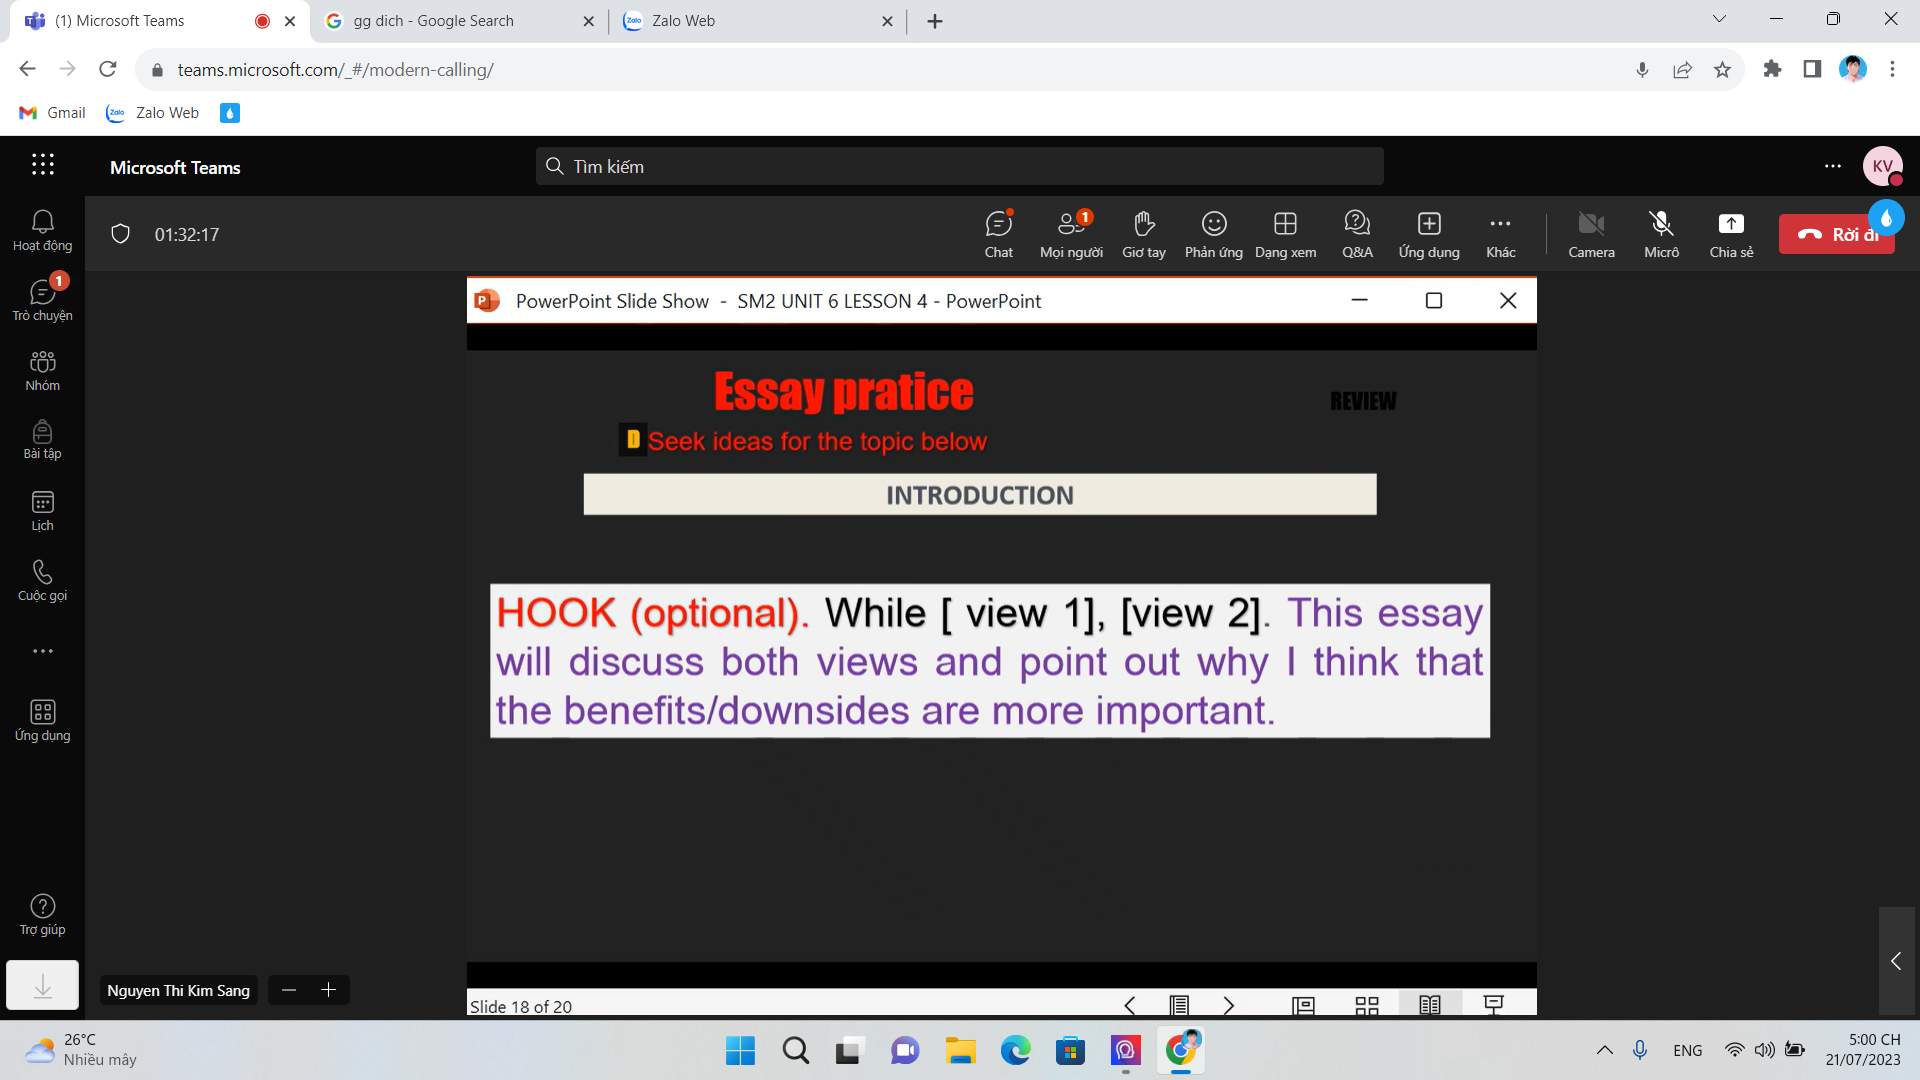 (1) Microsoft Teams
gg dich - Google Search
Zalo Web
teams.microsoft.com/_#/modern-calling/
Gmail
Zalo Web
Microsoft Teams
Tìm kiếm
KV
Hoạt động
1
Trò chuyện
Nhóm
Bài tập
Lịch
Cuộc gọi
Ứng dụng
Trợ giúp
01:32:17
Chat
1
Mọi người
Giơ tay
Phản ứng
Dạng xem
Q&A
Ứng dụng
Khác
Camera
Micrô
Chia sẻ
Rời đi
PowerPoint Slide Show - SM2 UNIT 6 LESSON 4 - PowerPoint
Essay pratice
REVIEW
D Seek ideas for the topic below
INTRODUCTION
HOOK (optional). While [ view 1], [view 2]. This essay
will discuss both views and point out why I think that
the benefits/downsides are more important.
Nguyen Thi Kim Sang
Slide 18 of 20
26°C
Nhiều mây
ENG
5:00 CH
21/07/2023